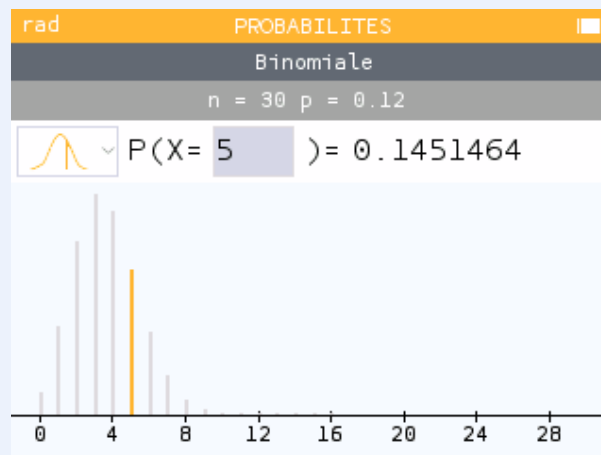 rad PROBABILITES
Binomiale
n = 30 p = 0.12
P(X= 5 )= 0.1451464
0 4 8 12 16 20 24 28